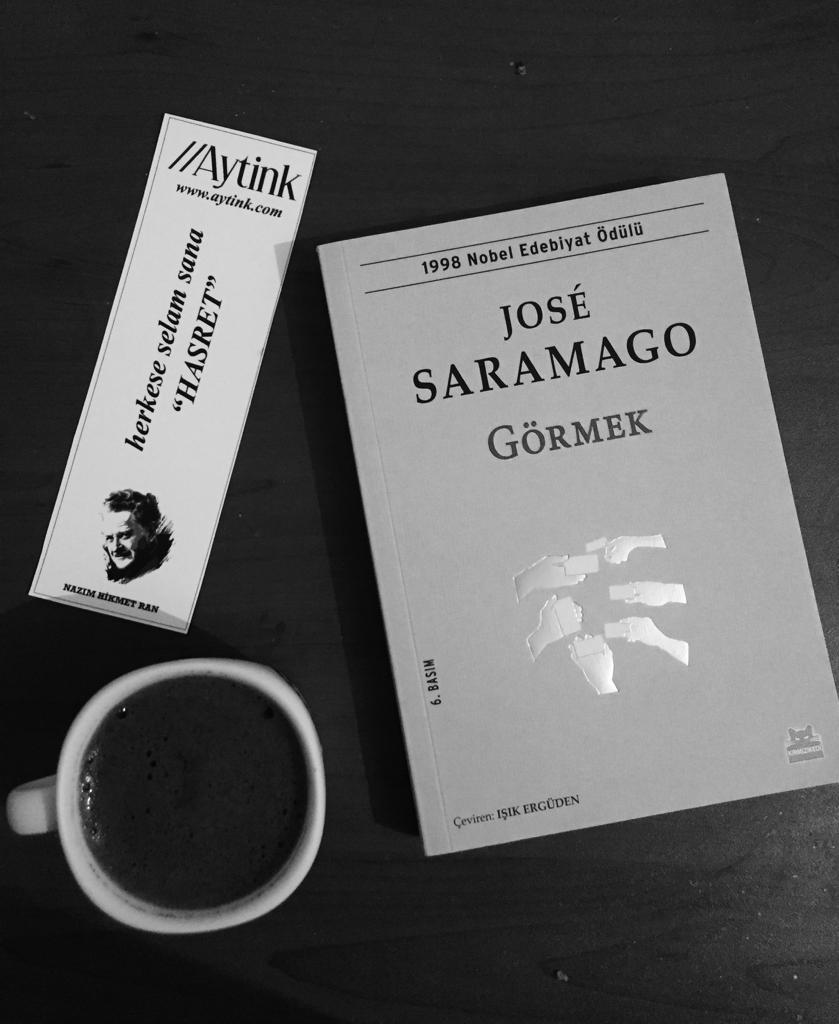 //Aytink
www.aytink.com
herkese selam sana
“HASRET”
NAZIM HİKMET RAN
1998 Nobel Edebiyat Ödülü
JOSÉ
SARAMAGO
GÖRMEK
6. BASIM
KIRMIZIKEDİ
Çeviren: IŞIK ERGÜDEN